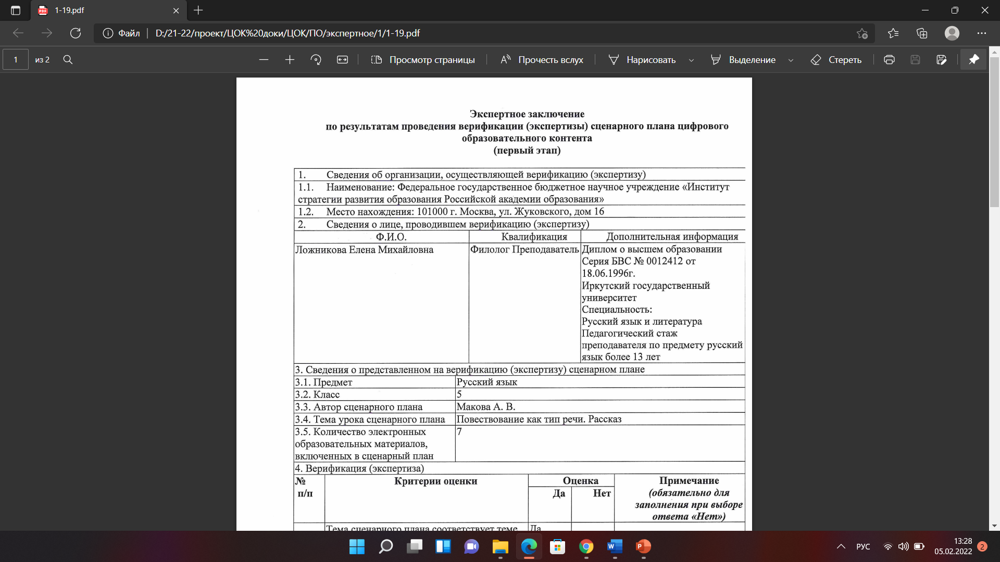 1-19.pdf
Файл
D:/21-22/проект/ЦОК%20доки/ЦОК/ПО/экспертное/1/1-19.pdf
1 из 2
Просмотр страницы
Прочесть вслух
Нарисовать
Выделение
Стереть
Экспертное заключение
по результатам проведения верификации (экспертизы) сценарного плана цифрового
образовательного контента
(первый этап)
1. Сведения об организации, осуществляющей верификацию (экспертизу)
1.1. Наименование: Федеральное государственное бюджетное научное учреждение «Институт
стратегии развития образования Российской академии образования»
1.2. Место нахождения: 101000 г. Москва, ул. Жуковского, дом 16
2. Сведения о лице, проводившем верификацию (экспертизу)
Ф.И.О. Квалификация Дополнительная информация
Ложникова Елена Михайловна Филолог Преподаватель Диплом о высшем образовании
Серия БВС № 0012412 от
18.06.1996г.
Иркутский государственный
университет
Специальность:
Русский язык и литература
Педагогический стаж
преподавателя по предмету русский
язык более 13 лет
3. Сведения о представленном на верификацию (экспертизу) сценарном плане
3.1. Предмет Русский язык
3.2. Класс 5
3.3. Автор сценарного плана Макова А. В.
3.4. Тема урока сценарного плана Повествование как тип речи. Рассказ
3.5. Количество электронных 7
образовательных материалов,
включенных в сценарный план
4. Верификация (экспертиза)
№ Критерии оценки Оценка Примечание
п/п Да Нет (обязательно для
заполнения при выборе
ответа «Нет»)
Тема сценарного плана соответствует теме Да
РУС
13:28
05.02.2022
2